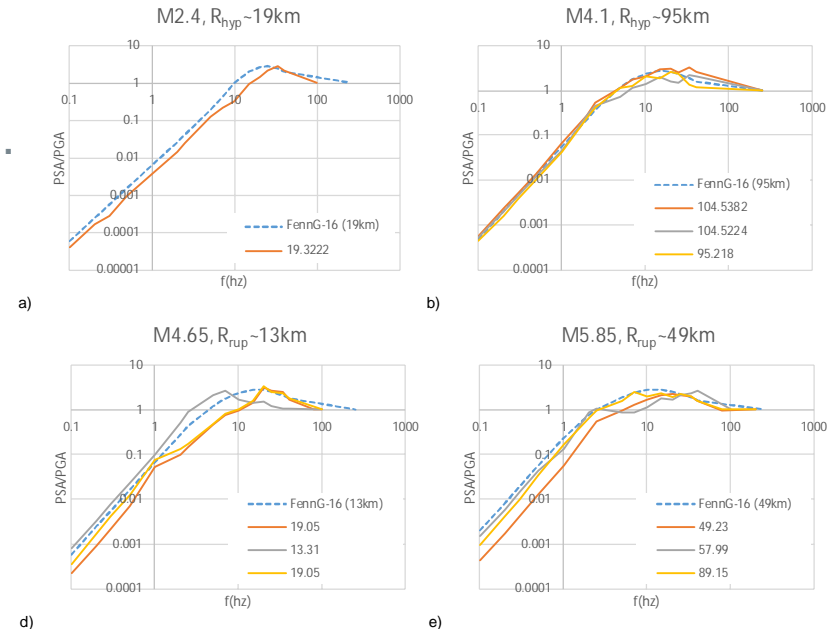 M2.4, Rhyp~19km
PSA/PGA
10
1
0.1
0.01
0.001
0.0001
0.00001
0.1
1
10
100
1000
FennG-16 (19km)
19.3222
f(hz)
a)
M4.1, Rhyp~95km
PSA/PGA
10
1
0.1
0.01
0.001
0.0001
0.1
1
10
100
1000
FennG-16 (95km)
104.5382
104.5224
95.218
f(hz)
b)
M4.65, Rrup~13km
PSA/PGA
10
1
0.1
0.01
0.001
0.0001
0.1
1
10
100
1000
FennG-16 (13km)
19.05
13.31
19.05
f(hz)
d)
M5.85, Rrup~49km
PSA/PGA
10
1
0.1
0.01
0.001
0.0001
0.1
1
10
100
1000
FennG-16 (49km)
49.23
57.99
89.15
f(hz)
e)